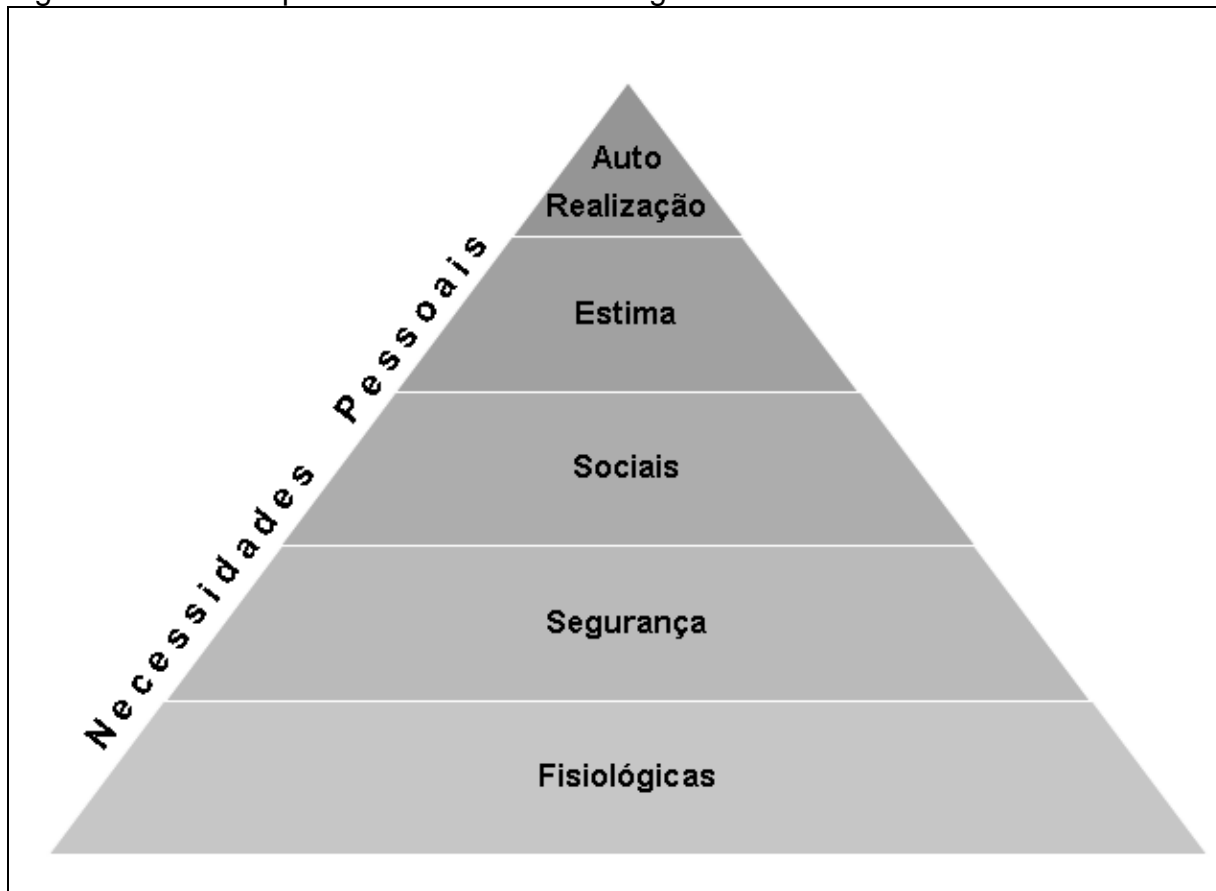 Auto
Realização
Estima
Sociais
Segurança
Fisiológicas
Necessidades Pessoais